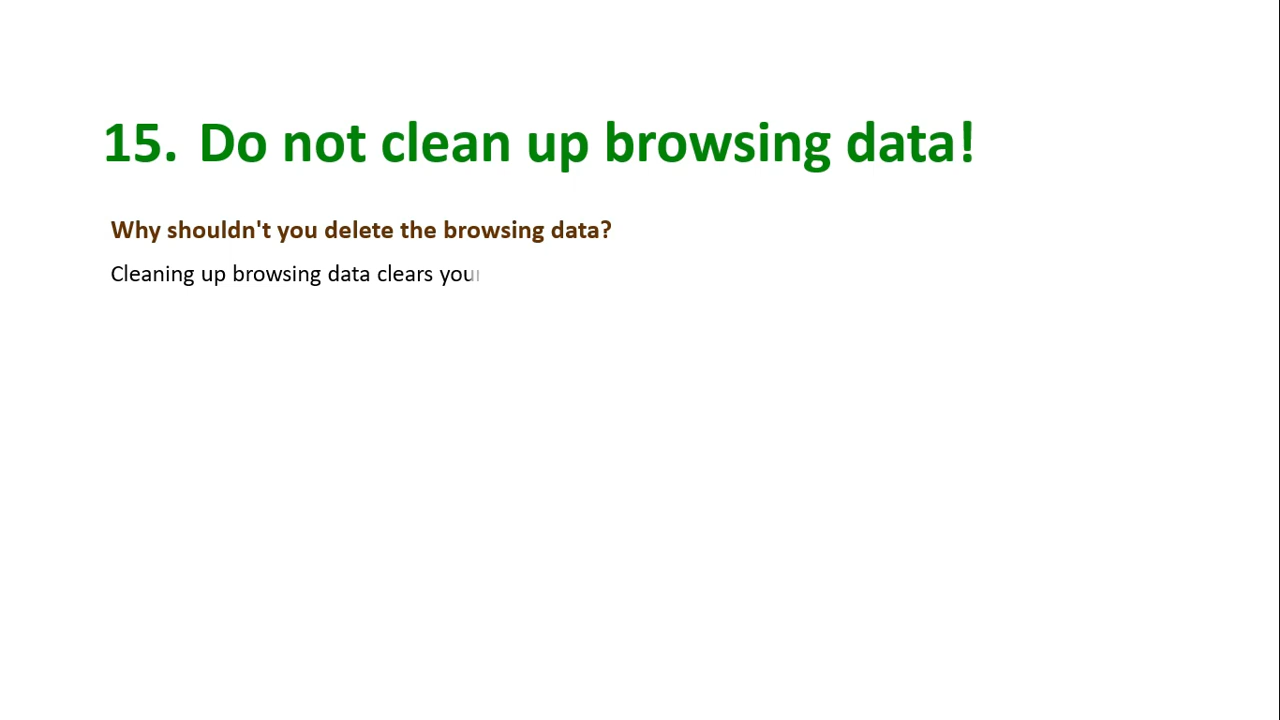 15. Do not clean up browsing data!
Why shouldn't you delete the browsing data?
Cleaning up browsing data clears your